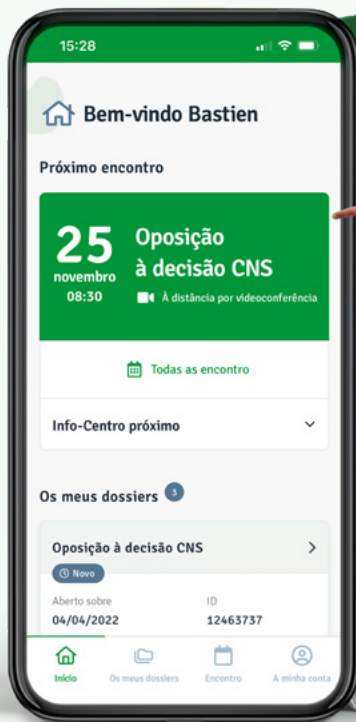 15:28
Bem-vindo Bastien
Próximo encontro
25
novembro
08:30
Oposição
à decisão CNS
À distância por videoconferência
Todas as encontro
Info-Centro próximo
Os meus dossiers 3
Oposição à decisão CNS
Novo
Aberto sobre
04/04/2022
ID
12463737
Início
Os meus dossiers
Encontro
A minha conta